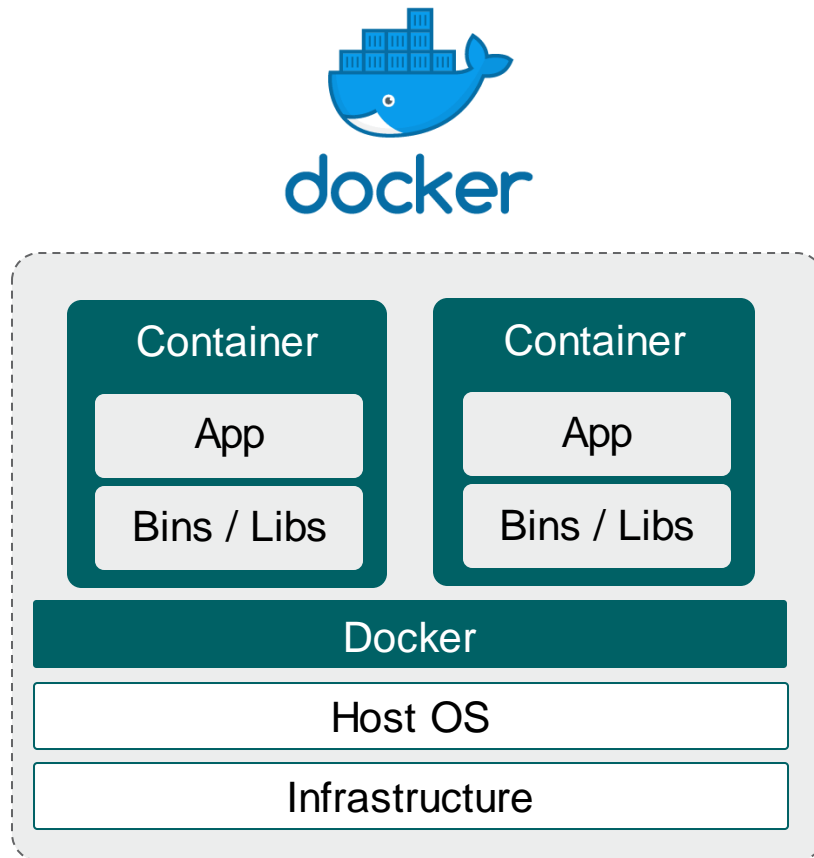 docker
Container
App
Bins / Libs
Container
App
Bins / Libs
Docker
Host OS
Infrastructure